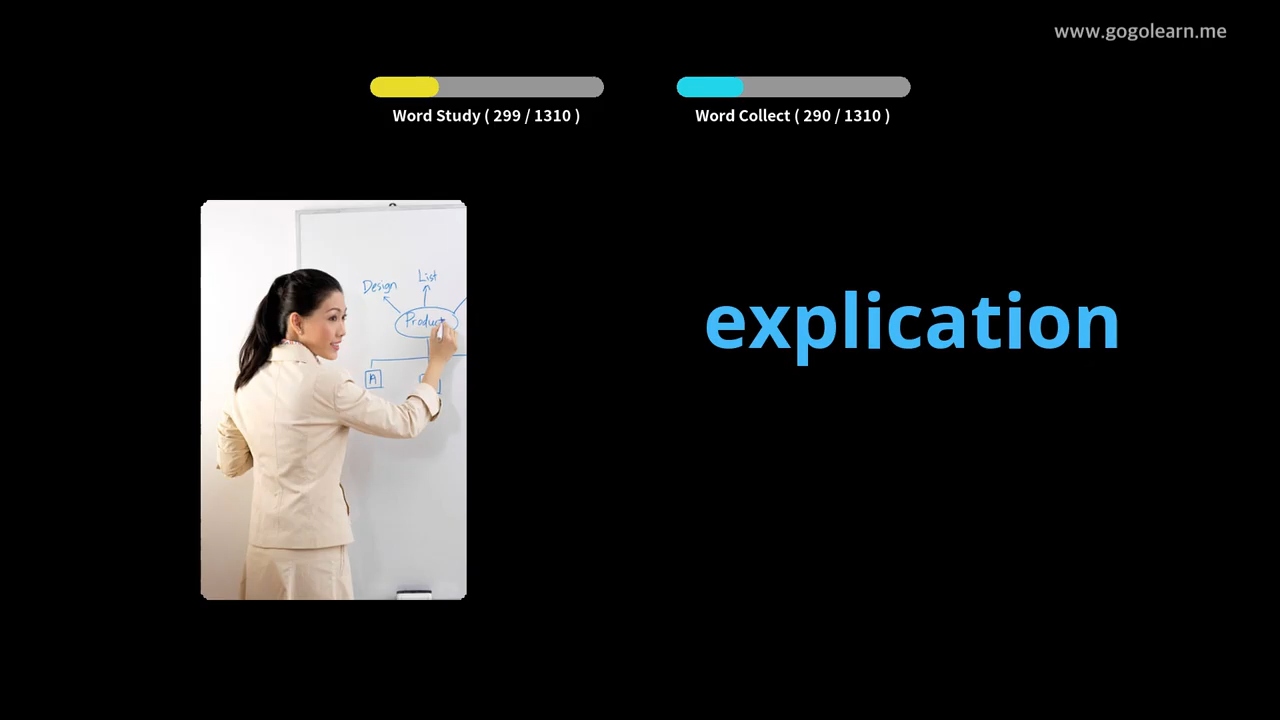 www.gogolearn.me
Word Study ( 299 / 1310 )
Word Collect ( 290 / 1310 )
List
Design
Product
explication
A